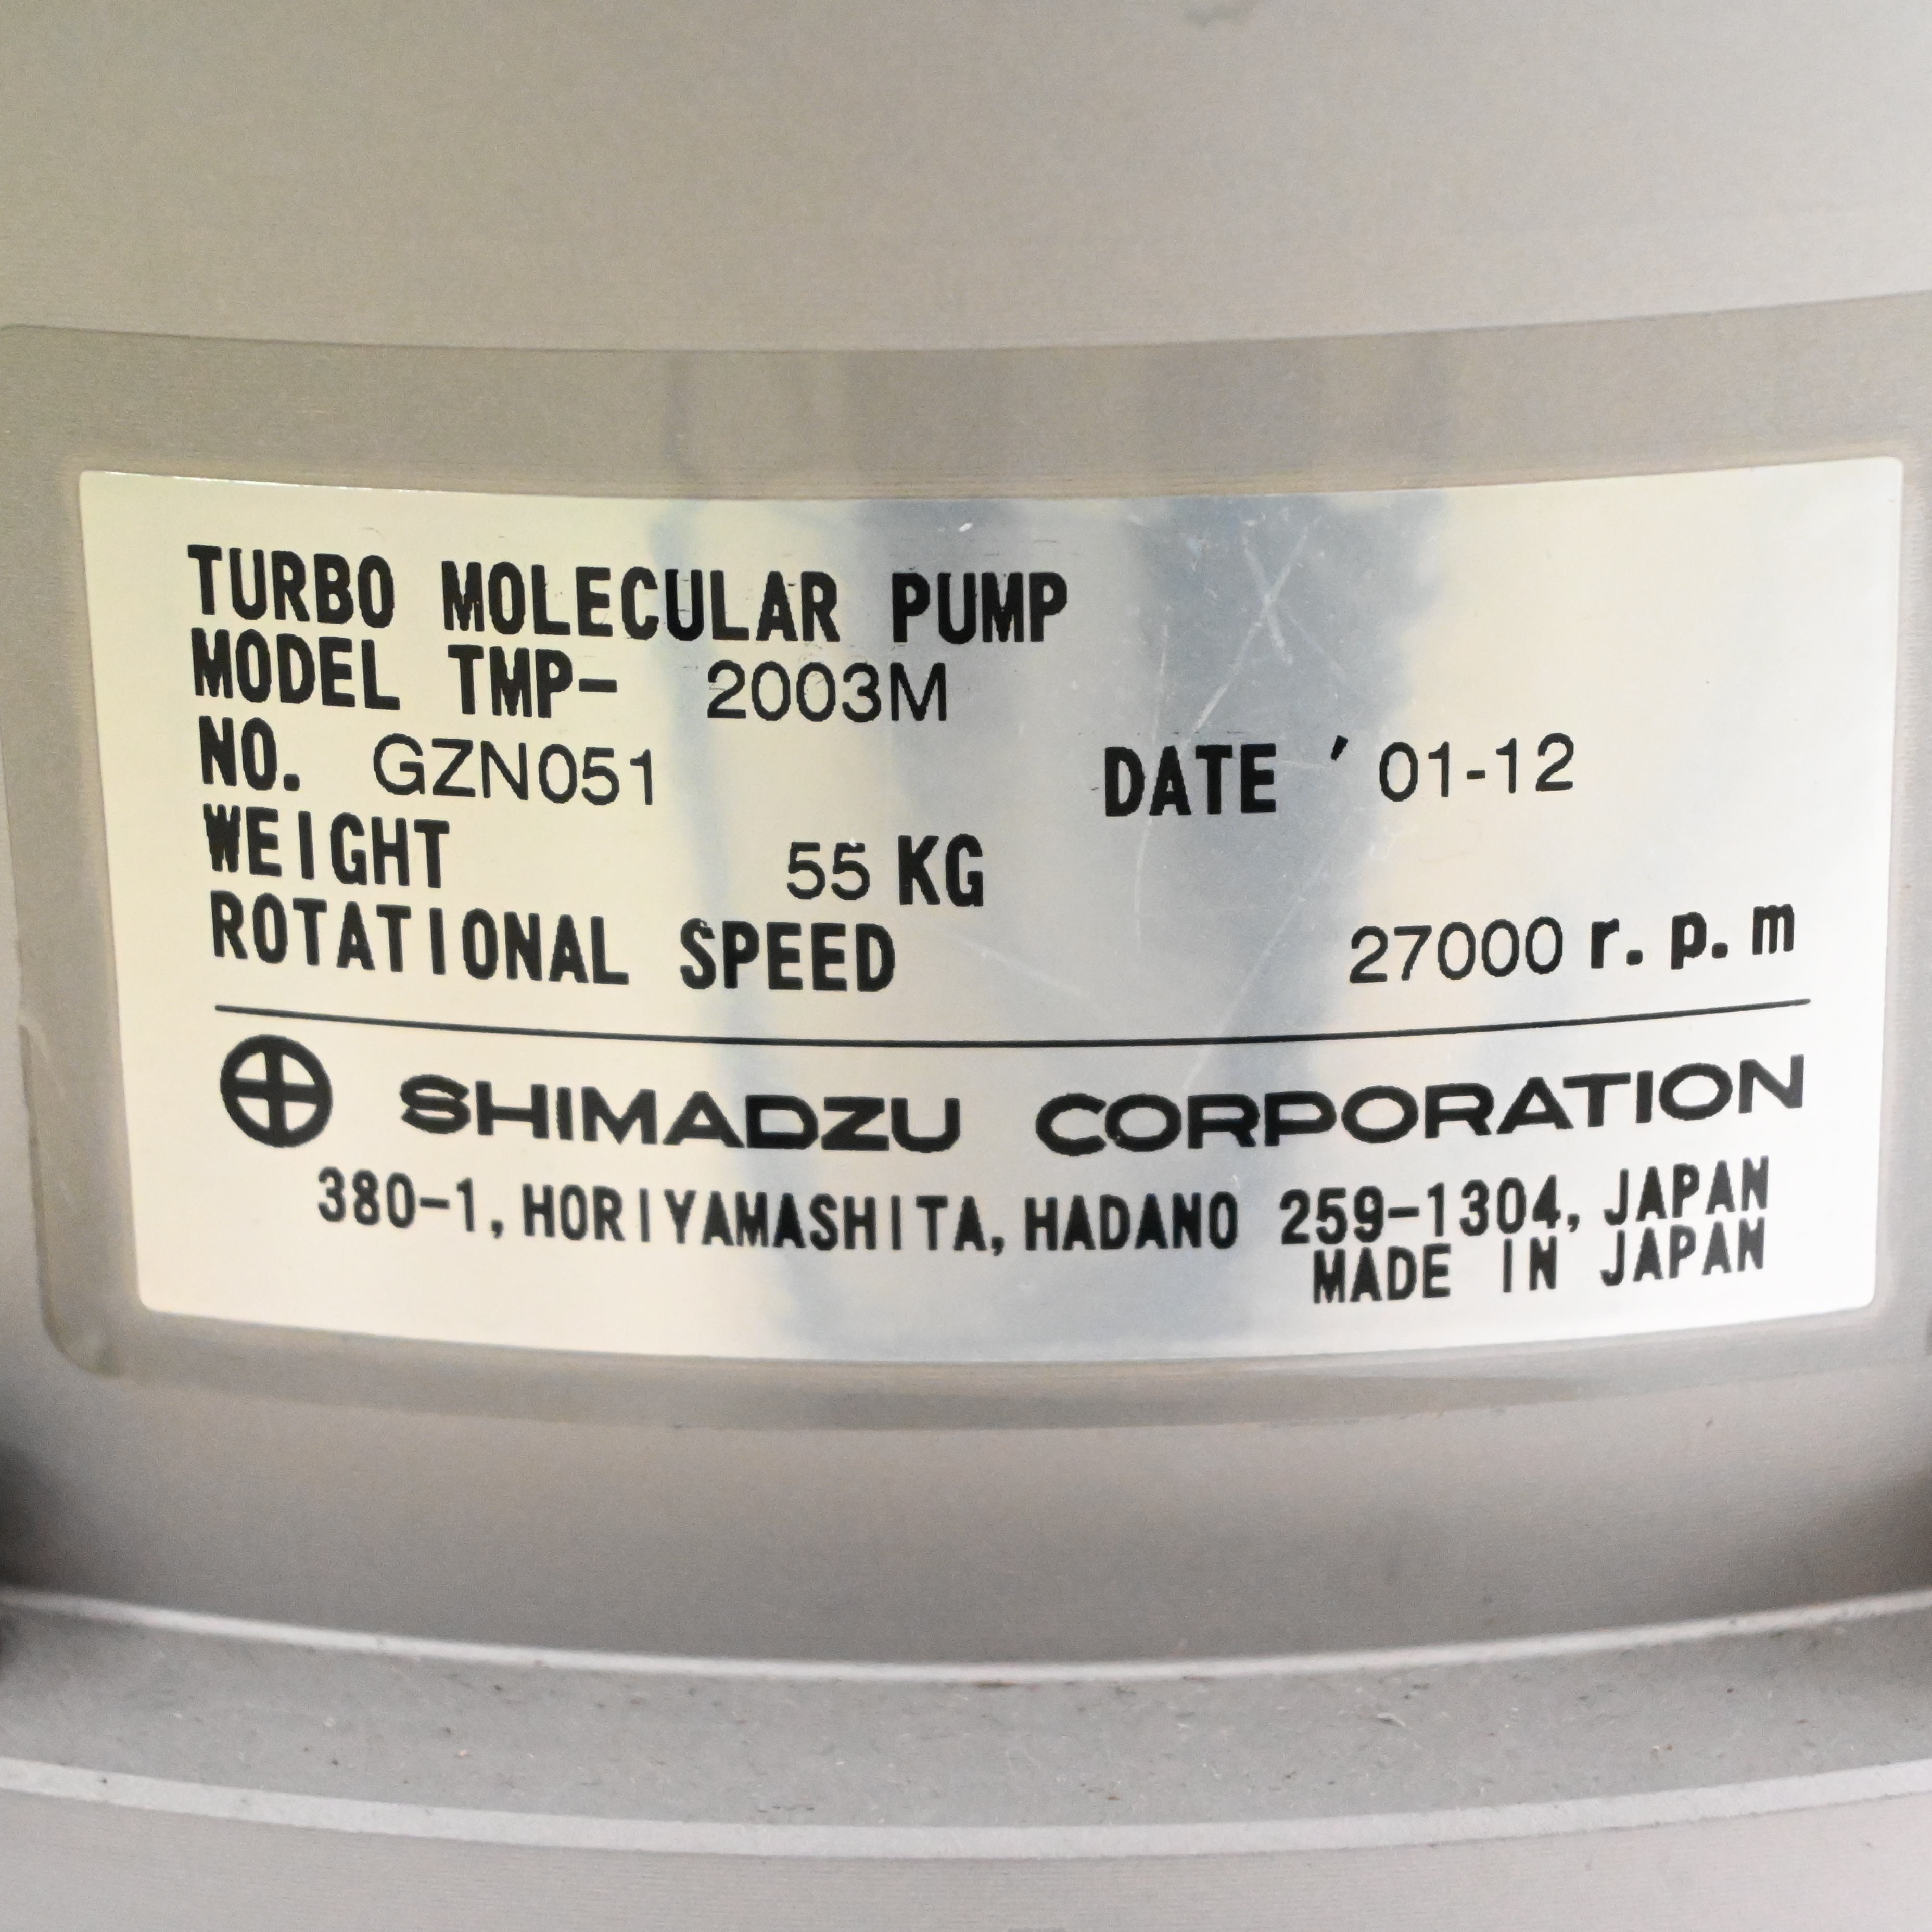 TURBO MOLECULAR PUMP
MODEL TMP- 2003M
NO. GZN051 DATE '01-12
WEIGHT 55 KG
ROTATIONAL SPEED 27000 r.p.m
SHIMADZU CORPORATION
380-1, HORIYAMASHITA, HADANO 259-1304, JAPAN
MADE IN JAPAN